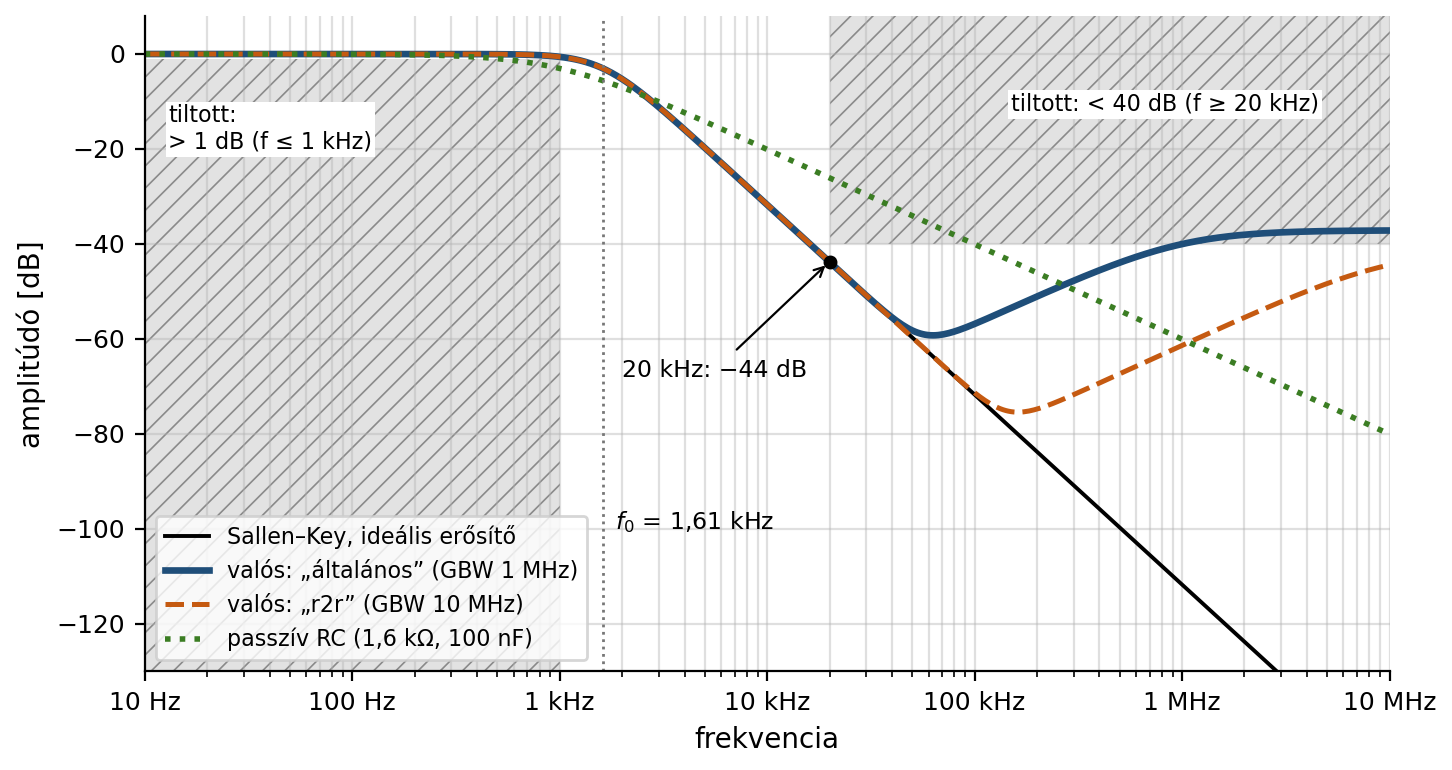 0
−20
−40
−60
−80
−100
−120
amplitúdó [dB]
tiltott:
> 1 dB (f ≤ 1 kHz)
tiltott: < 40 dB (f ≥ 20 kHz)
20 kHz: −44 dB
f₀ = 1,61 kHz
Sallen–Key, ideális erősítő
valós: „általános” (GBW 1 MHz)
valós: „r2r” (GBW 10 MHz)
passzív RC (1,6 kΩ, 100 nF)
10 Hz
100 Hz
1 kHz
10 kHz
100 kHz
1 MHz
10 MHz
frekvencia